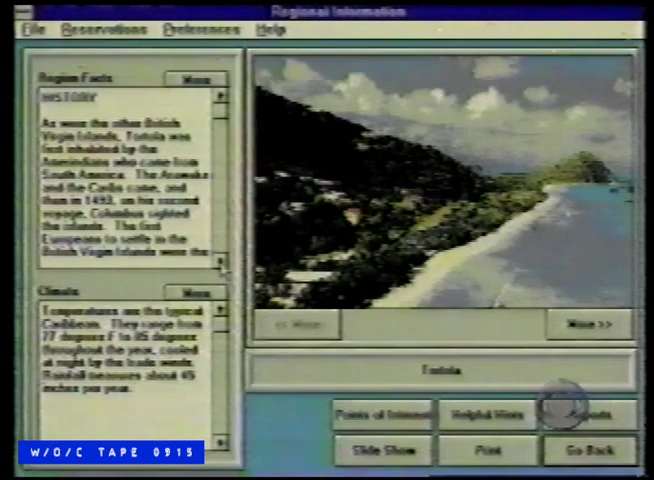 Regional Information
File Reservations Preferences Help
Region Facts
More
HISTORY
As were the other British
Virgin Islands, Tortola was
first inhabited by the
Amerindians who came from
South America. The Arawaks
and the Caribs came, and
then in 1493, on his second
voyage, Columbus sighted
the islands. The first
Europeans to settle in the
British Virgin Islands were the
Climate
More
Temperatures are the typical
Caribbean. They range from
77 degrees F to 85 degrees
throughout the year, cooled
at night by the trade winds.
Rainfall measures about 45
inches per year.
<< More
More >>
Tortola
Points of Interest
Helpful Hints
Slide Show
Print
Go Back
W/O/C TAPE 0915